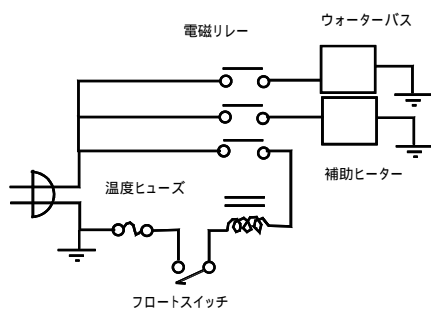 ウォーターバス
電磁リレー
補助ヒーター
温度ヒューズ
フロートスイッチ